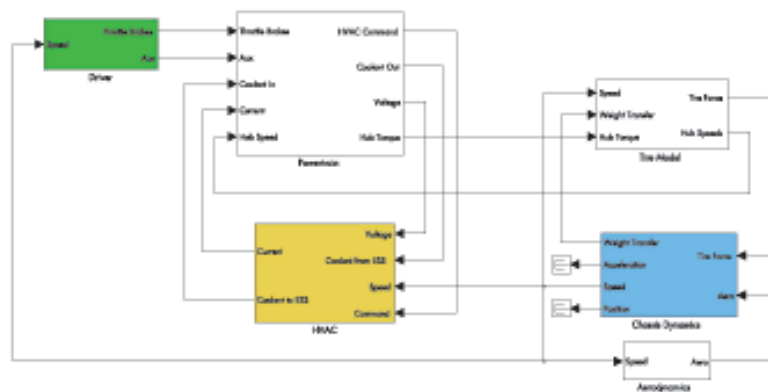 Speed
Throttle Brakes
Aux
Driver
Throttle Brakes
Aux
Coolant In
Current
Hub Speed
HVAC Command
Coolant Out
Voltage
Hub Torque
Powertrain
Speed
Weight Transfer
Hub Torque
Tire Force
Hub Speeds
Tire Model
Current
Coolant to ESS
Voltage
Coolant from ESS
Speed
Command
HVAC
Weight Transfer
Acceleration
Speed
Position
Tire Force
Aero
Chassis Dynamics
Speed
Aero
Aerodynamics